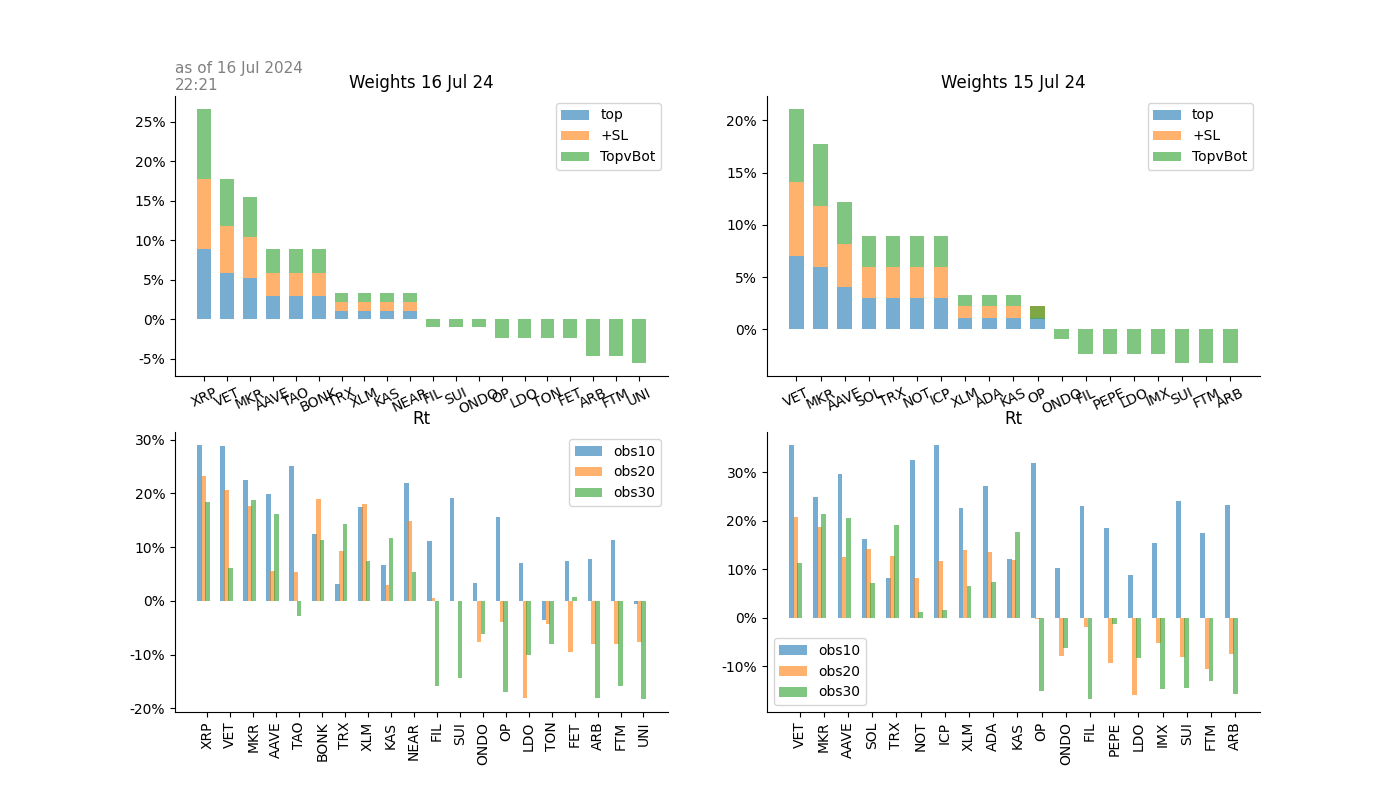 as of 16 Jul 2024
22:21
Weights 16 Jul 24
25%
20%
15%
10%
5%
0%
-5%
top
+SL
TopvBot
XRP VET MKR AAVE TAO BONK TRX XLM KAS NEAR FIL SUI ONDO OP LDO TON FET ARB FTM UNI
Weights 15 Jul 24
20%
15%
10%
5%
0%
top
+SL
TopvBot
VET MKR AAVE SOL TRX NOT ICP XLM ADA KAS OP ONDO FIL PEPE LDO IMX SUI FTM ARB
Rt
30%
20%
10%
0%
-10%
-20%
obs10
obs20
obs30
XRP VET MKR AAVE TAO BONK TRX XLM KAS NEAR FIL SUI ONDO OP LDO TON FET ARB FTM UNI
Rt
30%
20%
10%
0%
-10%
obs10
obs20
obs30
VET MKR AAVE SOL TRX NOT ICP XLM ADA KAS OP ONDO FIL PEPE LDO IMX SUI FTM ARB